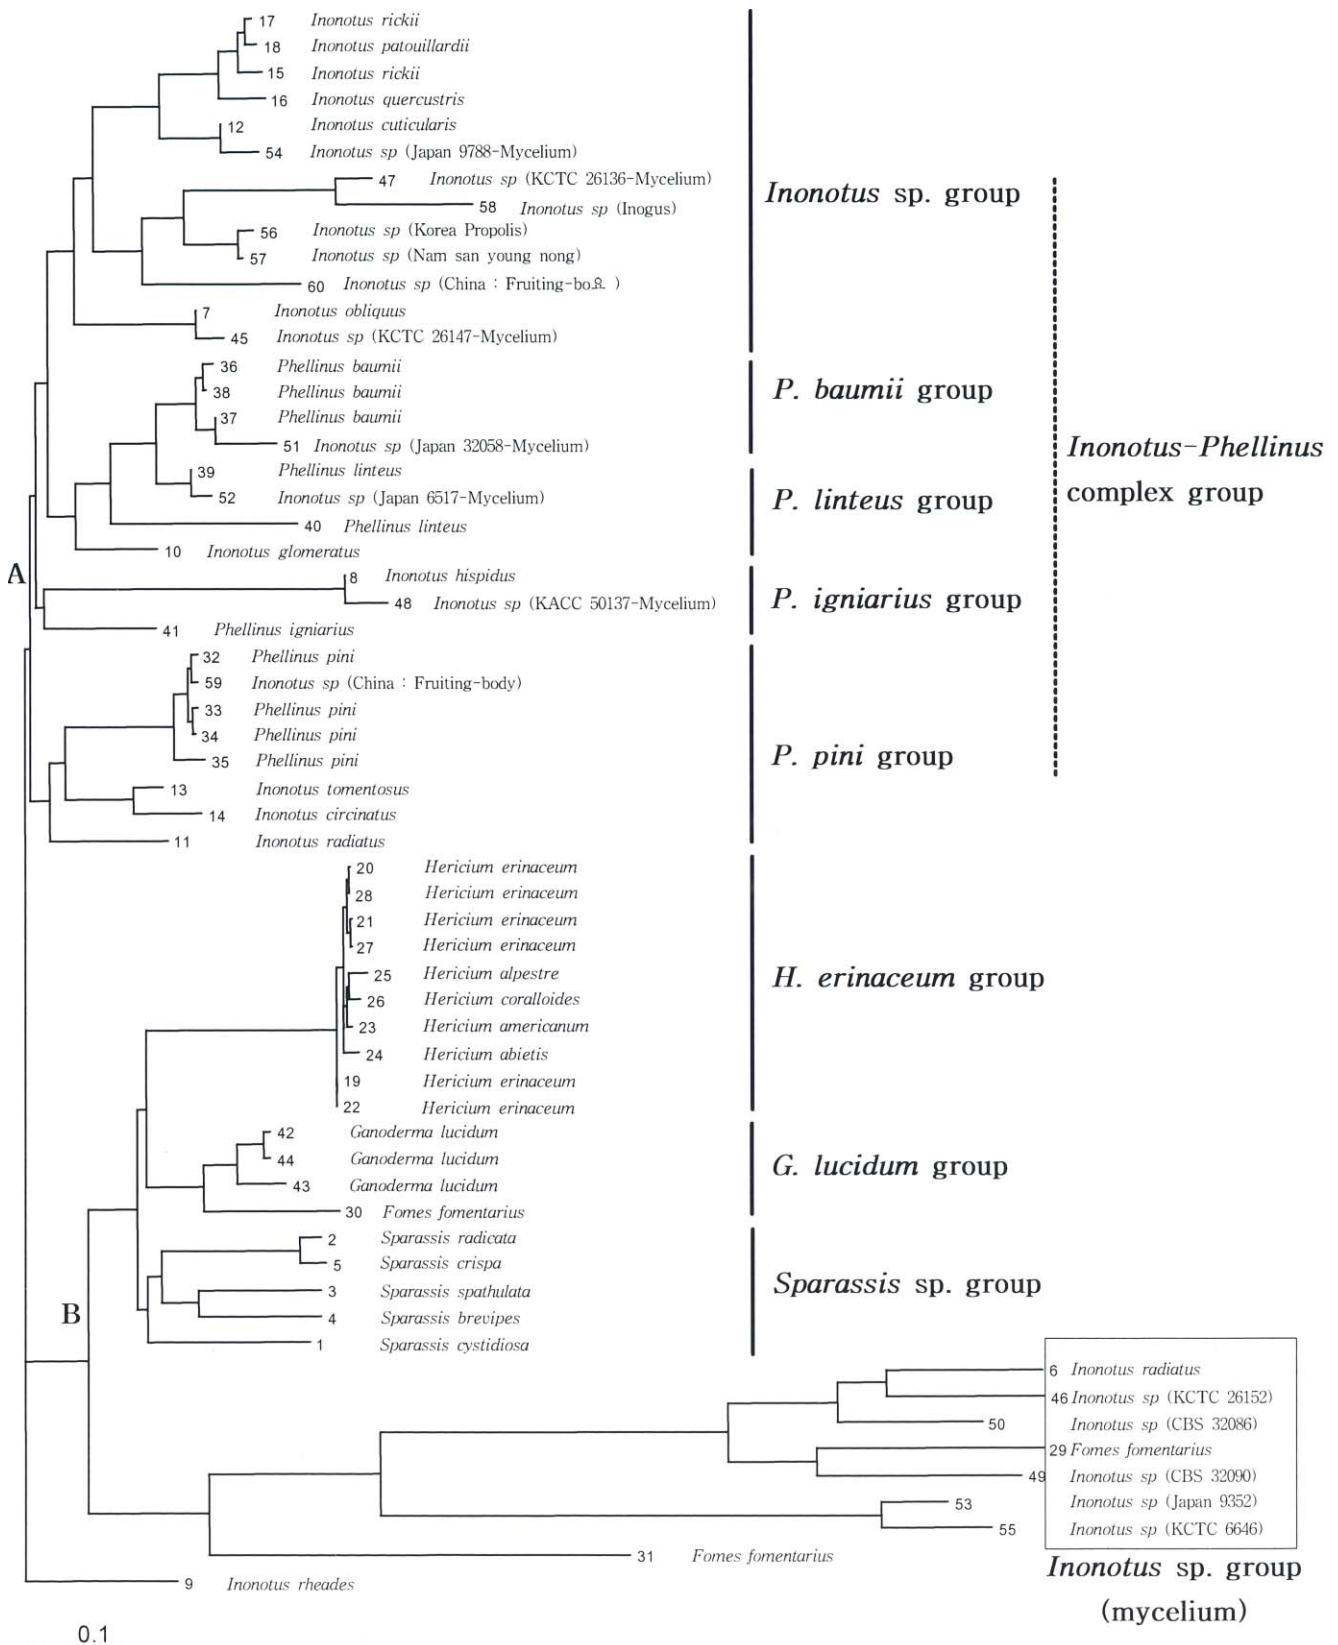 17 Inonotus rickii
18 Inonotus patouillardii
15 Inonotus rickii
16 Inonotus quercustris
12 Inonotus cuticularis
54 Inonotus sp (Japan 9788-Mycelium)
47 Inonotus sp (KCTC 26136-Mycelium)
58 Inonotus sp (Inogus)
56 Inonotus sp (Korea Propolis)
57 Inonotus sp (Nam san young nong)
60 Inonotus sp (China : Fruiting-bo요 )
7 Inonotus obliquus
45 Inonotus sp (KCTC 26147-Mycelium)
Inonotus sp. group
36 Phellinus baumii
38 Phellinus baumii
37 Phellinus baumii
51 Inonotus sp (Japan 32058-Mycelium)
P. baumii group
39 Phellinus linteus
52 Inonotus sp (Japan 6517-Mycelium)
40 Phellinus linteus
10 Inonotus glomeratus
P. linteus group
Inonotus-Phellinus
complex group
A
8 Inonotus hispidus
48 Inonotus sp (KACC 50137-Mycelium)
41 Phellinus igniarius
P. igniarius group
32 Phellinus pini
59 Inonotus sp (China : Fruiting-body)
33 Phellinus pini
34 Phellinus pini
35 Phellinus pini
13 Inonotus tomentosus
14 Inonotus circinatus
11 Inonotus radiatus
P. pini group
20 Hericium erinaceum
28 Hericium erinaceum
21 Hericium erinaceum
27 Hericium erinaceum
25 Hericium alpestre
26 Hericium coralloides
23 Hericium americanum
24 Hericium abietis
19 Hericium erinaceum
22 Hericium erinaceum
H. erinaceum group
42 Ganoderma lucidum
44 Ganoderma lucidum
43 Ganoderma lucidum
30 Fomes fomentarius
G. lucidum group
2 Sparassis radicata
5 Sparassis crispa
3 Sparassis spathulata
4 Sparassis brevipes
1 Sparassis cystidiosa
Sparassis sp. group
B
6 Inonotus radiatus
46 Inonotus sp (KCTC 26152)
50 Inonotus sp (CBS 32086)
29 Fomes fomentarius
49 Inonotus sp (CBS 32090)
53 Inonotus sp (Japan 9352)
55 Inonotus sp (KCTC 6646)
31 Fomes fomentarius
Inonotus sp. group
(mycelium)
9 Inonotus rheades
0.1